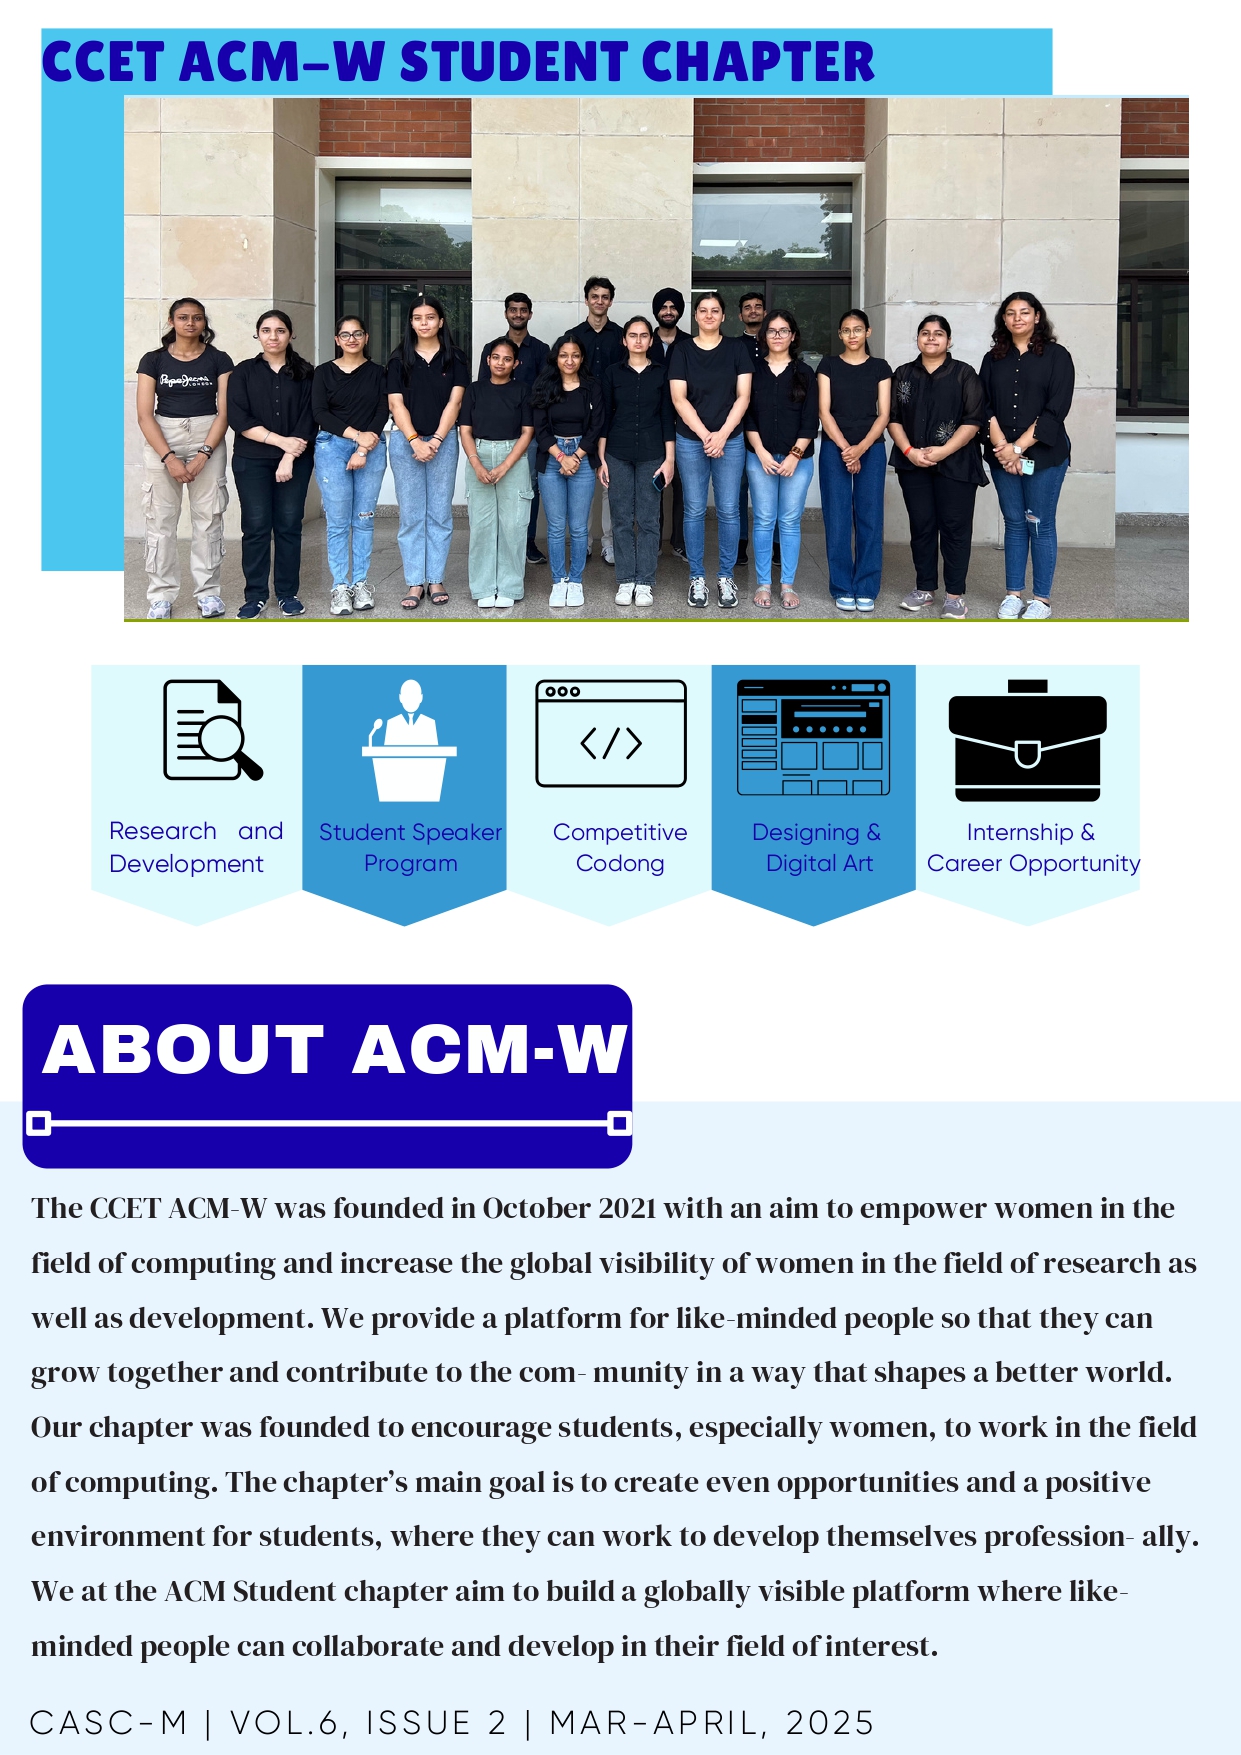 CCET ACM-W STUDENT CHAPTER
Pepe Jeans
LONDON
Research and
Development
Student Speaker
Program
Competitive
Codong
Designing &
Digital Art
Internship &
Career Opportunity
ABOUT ACM-W
The CCET ACM-W was founded in October 2021 with an aim to empower women in the
field of computing and increase the global visibility of women in the field of research as
well as development. We provide a platform for like-minded people so that they can
grow together and contribute to the com- munity in a way that shapes a better world.
Our chapter was founded to encourage students, especially women, to work in the field
of computing. The chapter’s main goal is to create even opportunities and a positive
environment for students, where they can work to develop themselves profession- ally.
We at the ACM Student chapter aim to build a globally visible platform where like-
minded people can collaborate and develop in their field of interest.
CASC-M | VOL.6, ISSUE 2 | MAR-APRIL, 2025